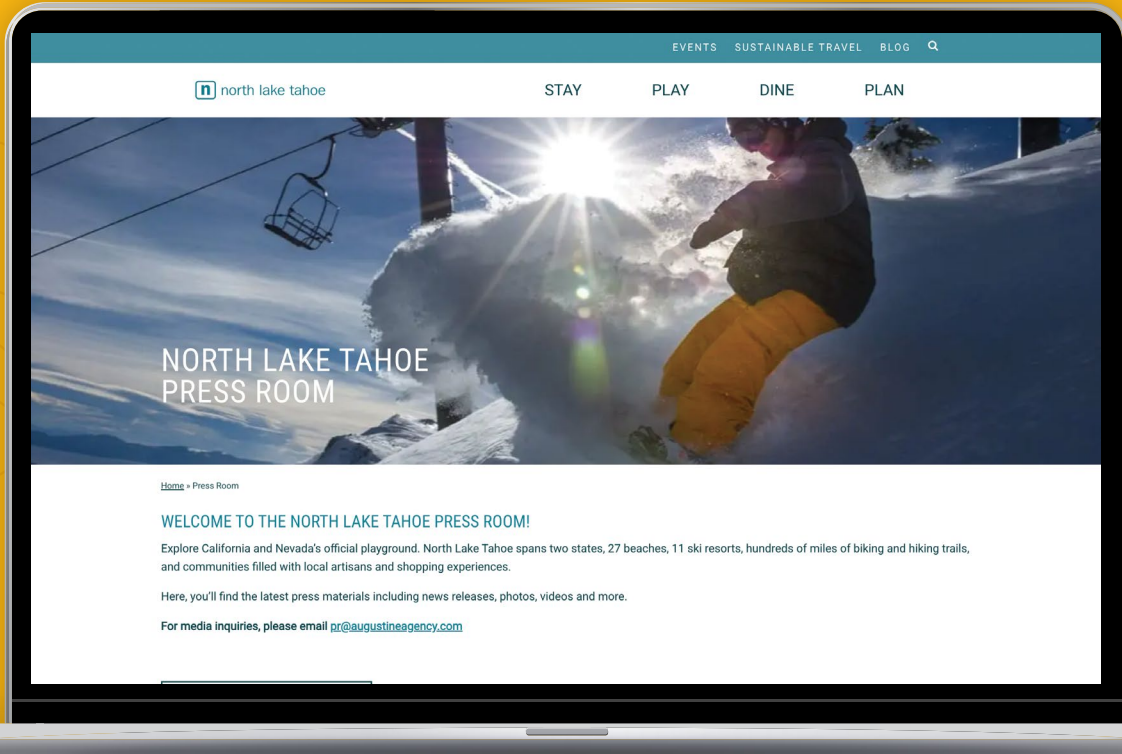 EVENTS SUSTAINABLE TRAVEL BLOG
n north lake tahoe STAY PLAY DINE PLAN
NORTH LAKE TAHOE
PRESS ROOM
Home » Press Room
WELCOME TO THE NORTH LAKE TAHOE PRESS ROOM!
Explore California and Nevada's official playground. North Lake Tahoe spans two states, 27 beaches, 11 ski resorts, hundreds of miles of biking and hiking trails,
and communities filled with local artisans and shopping experiences.
Here, you'll find the latest press materials including news releases, photos, videos and more.
For media inquiries, please email pr@augustineagency.com